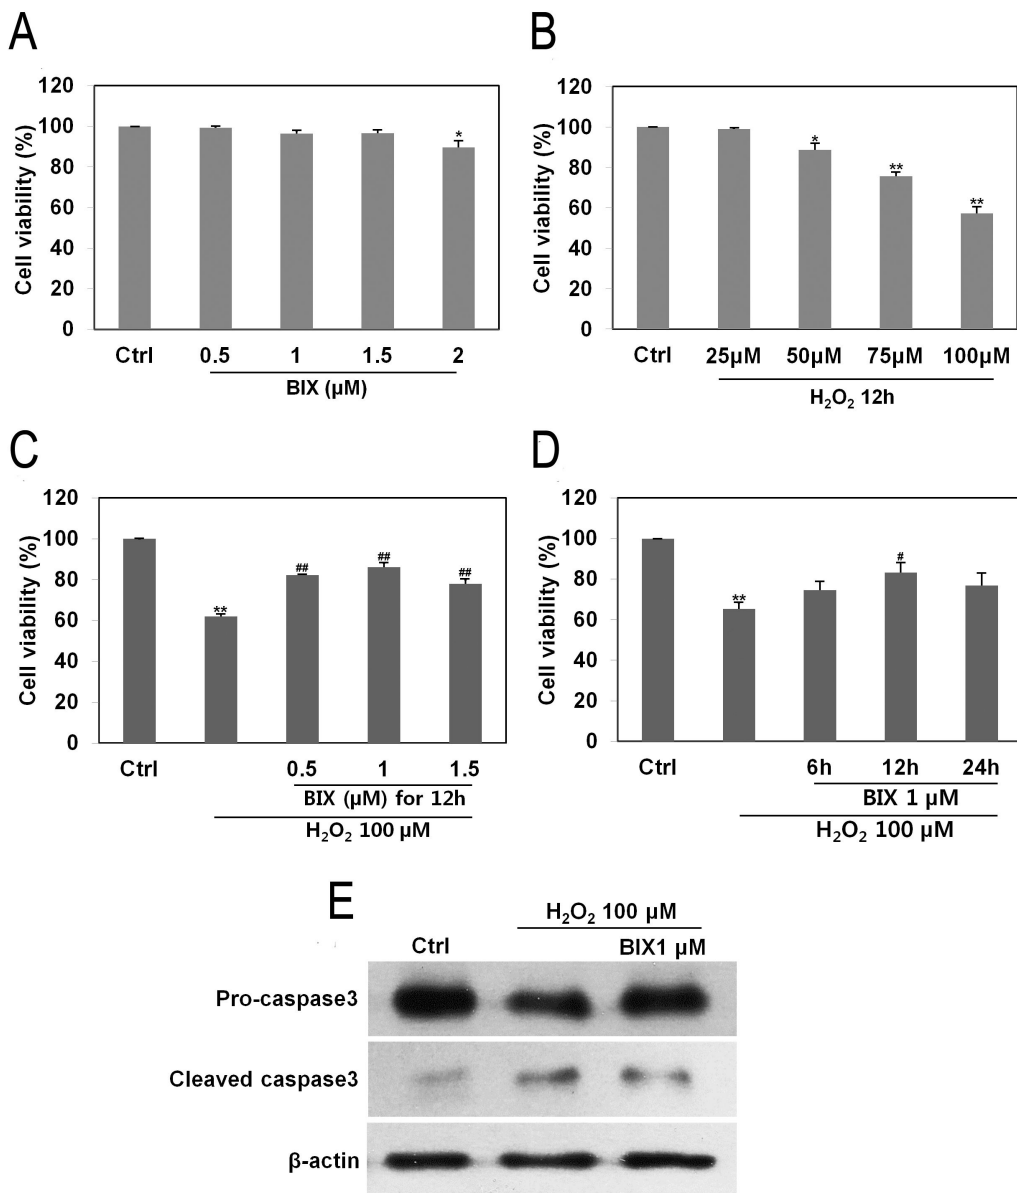 A
120
100
80
60
40
20
0
Cell viability (%)
*
Ctrl 0.5 1 1.5 2
BIX (µM)
B
120
100
80
60
40
20
0
Cell viability (%)
*
**
**
Ctrl 25µM 50µM 75µM 100µM
H₂O₂ 12h
C
120
100
80
60
40
20
0
Cell viability (%)
**
##
##
##
Ctrl 0.5 1 1.5
BIX (µM) for 12h
H₂O₂ 100 µM
D
120
100
80
60
40
20
0
Cell viability (%)
**
#
Ctrl 6h 12h 24h
BIX 1 µM
H₂O₂ 100 µM
E
H₂O₂ 100 µM
Ctrl BIX1 µM
Pro-caspase3
Cleaved caspase3
β-actin